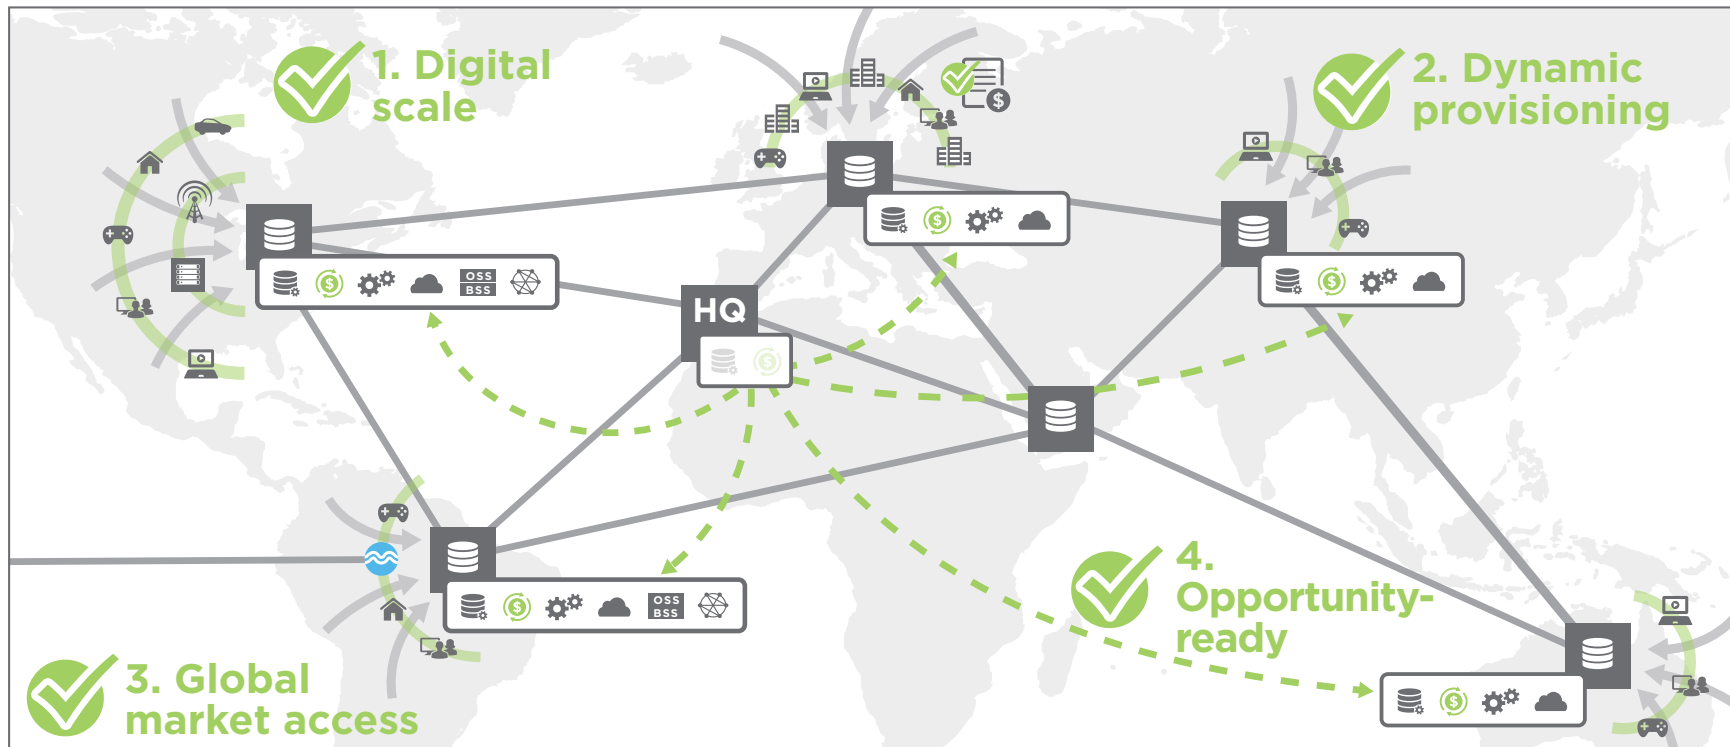 1. Digital
scale
2. Dynamic
provisioning
$
$
$
OSS
BSS
$
$
HQ
$
OSS
BSS
$
4.
Opportunity-
ready
3. Global
market access
$